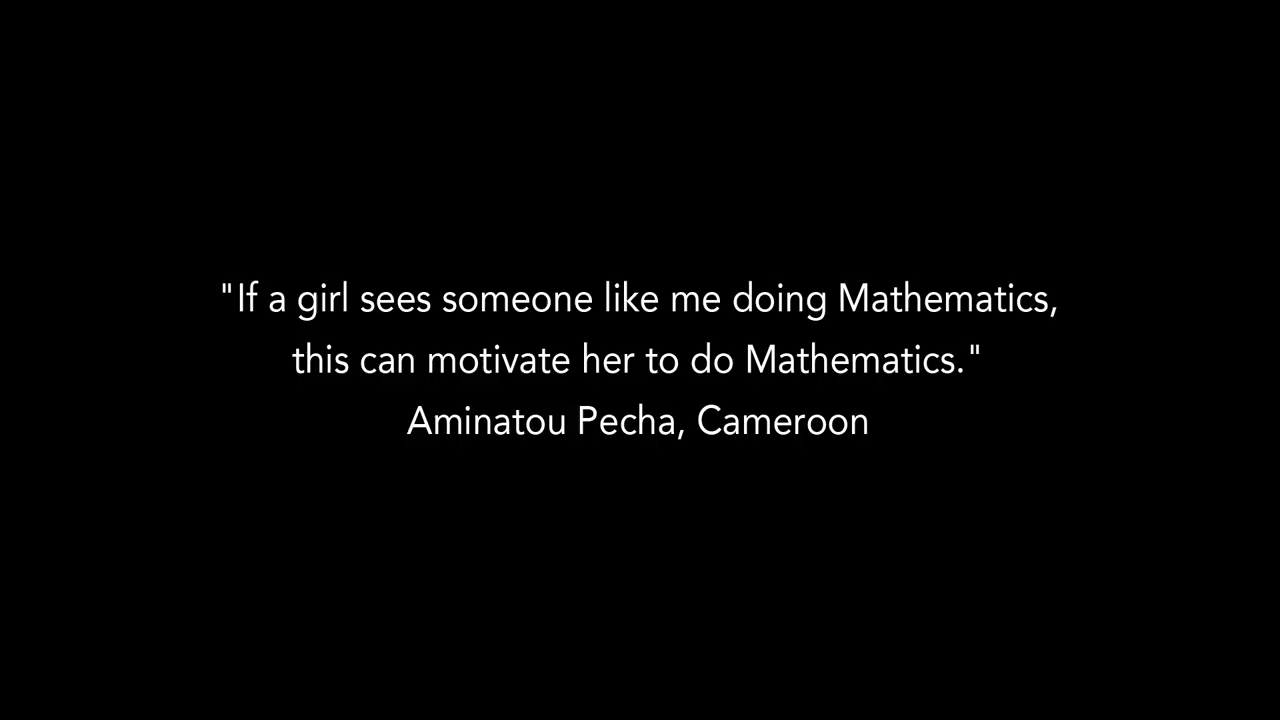 "If a girl sees someone like me doing Mathematics,
this can motivate her to do Mathematics."
Aminatou Pecha, Cameroon